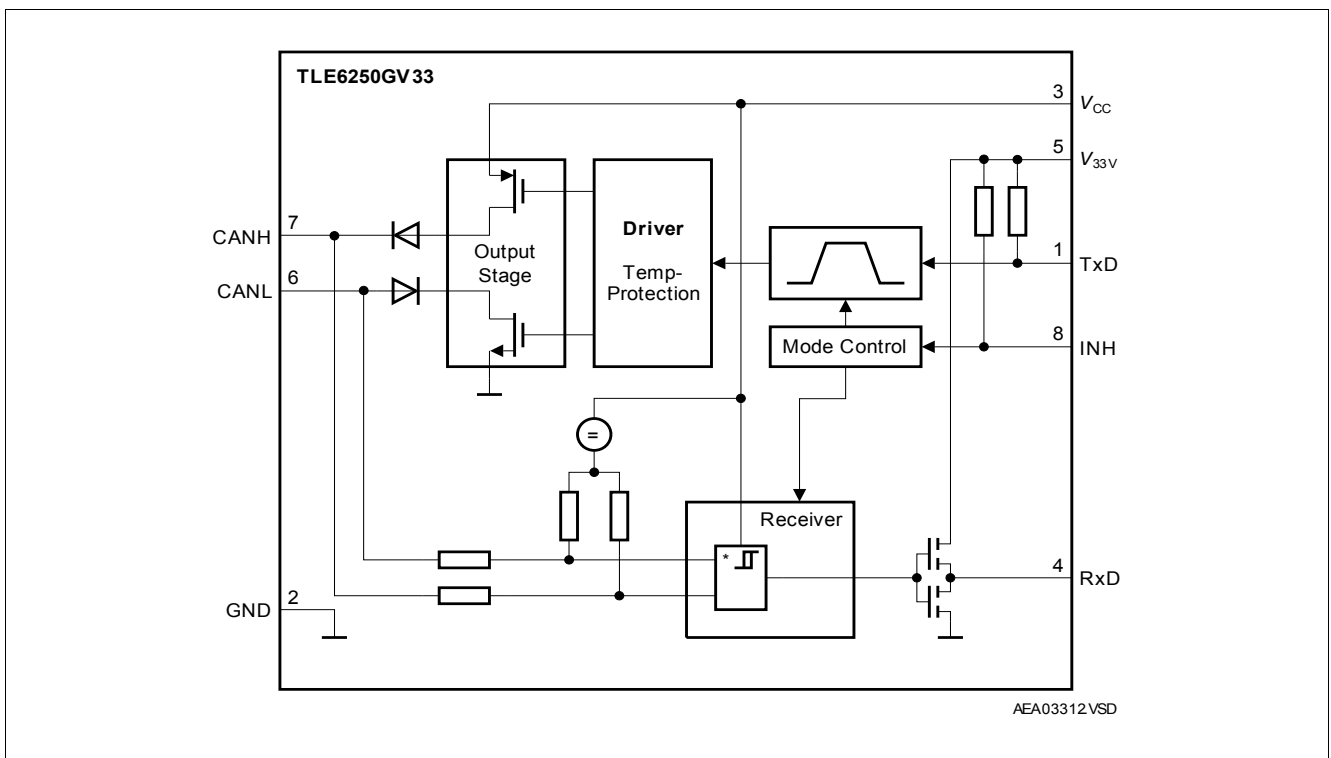 TLE6250GV33
3 VCC
5 V33V
7
CANH
Driver
Output
Stage
1 TxD
6
CANL
Temp-
Protection
8 INH
Mode Control
=
Receiver
*
4 RxD
2
GND
AEA03312.VSD